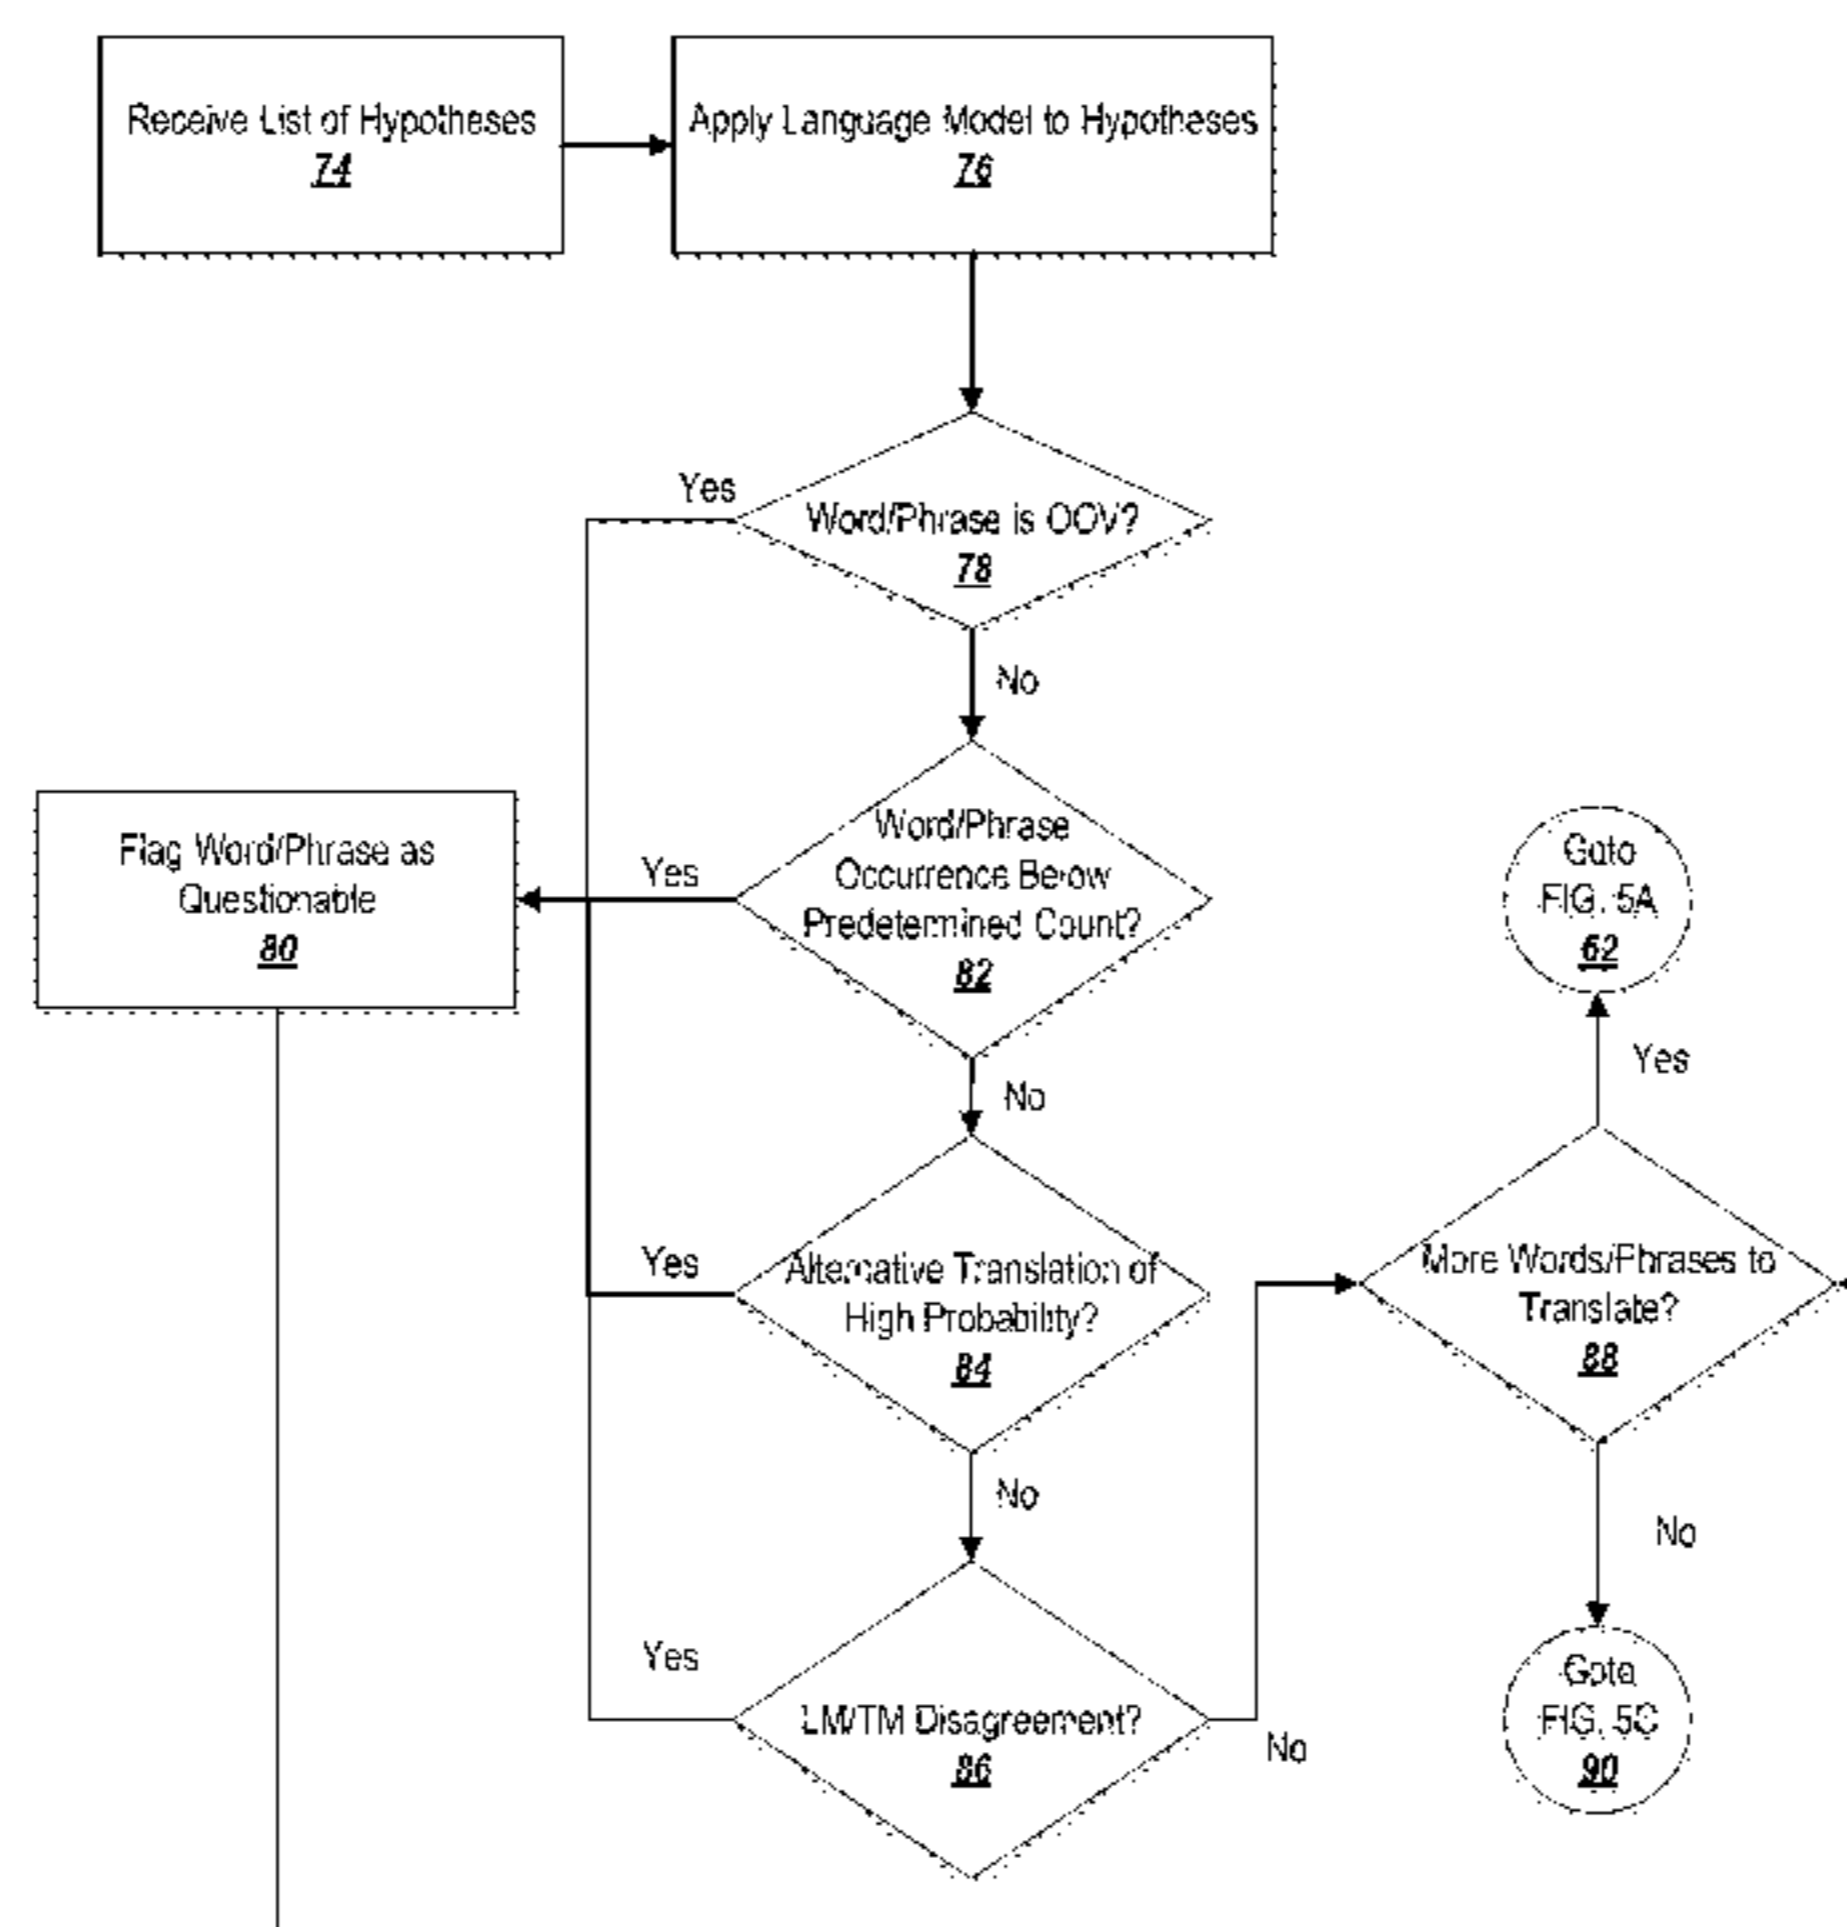 Receive List of Hypotheses
74
Apply Language Model to Hypotheses
76
Yes
Word/Phrase is OOV?
78
No
Flag Word/Phrase as
Questionable
80
Yes
Word/Phrase
Occurrence Below
Predetermined Count?
82
Goto
FIG. 5A
62
Yes
No
Yes
Alternative Translation of
High Probability?
84
More Words/Phrases to
Translate?
88
No
No
Yes
LM/TM Disagreement?
86
No
Goto
FIG. 5C
90